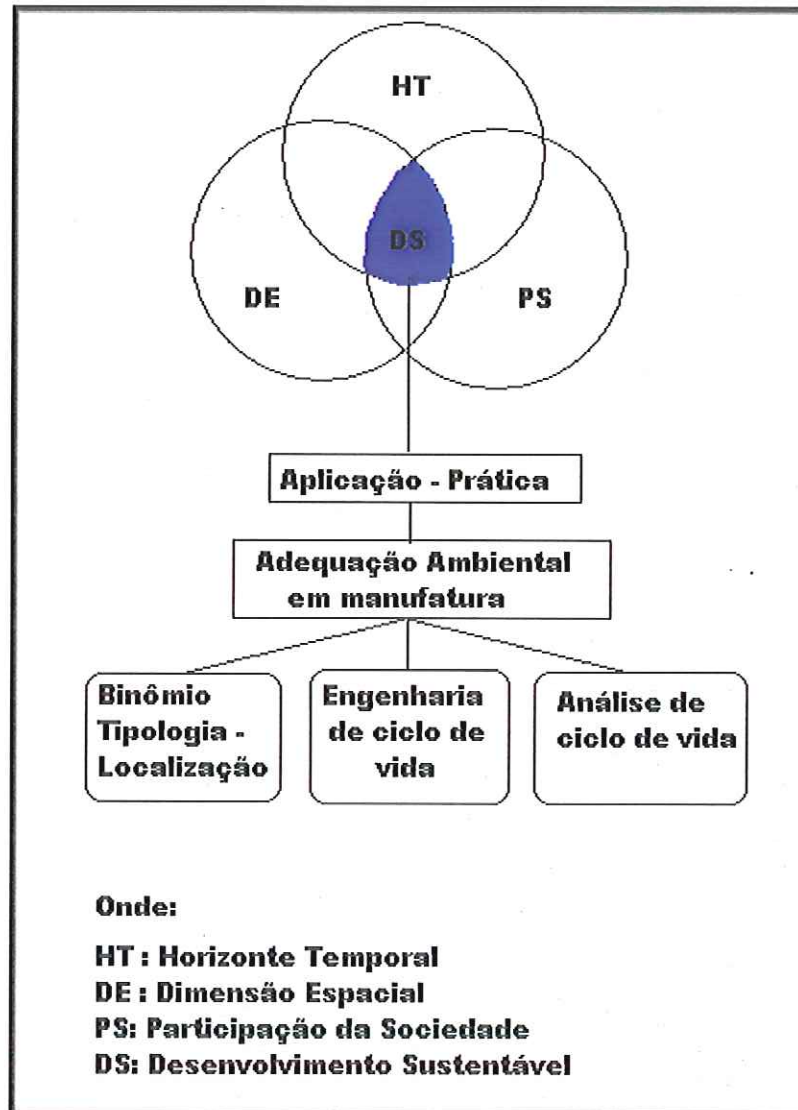 HT
DS
DE
PS
Aplicação - Prática
Adequação Ambiental
em manufatura
Binômio
Tipologia -
Localização
Engenharia
de ciclo de
vida
Análise de
ciclo de vida
Onde:
HT : Horizonte Temporal
DE : Dimensão Espacial
PS: Participação da Sociedade
DS: Desenvolvimento Sustentável